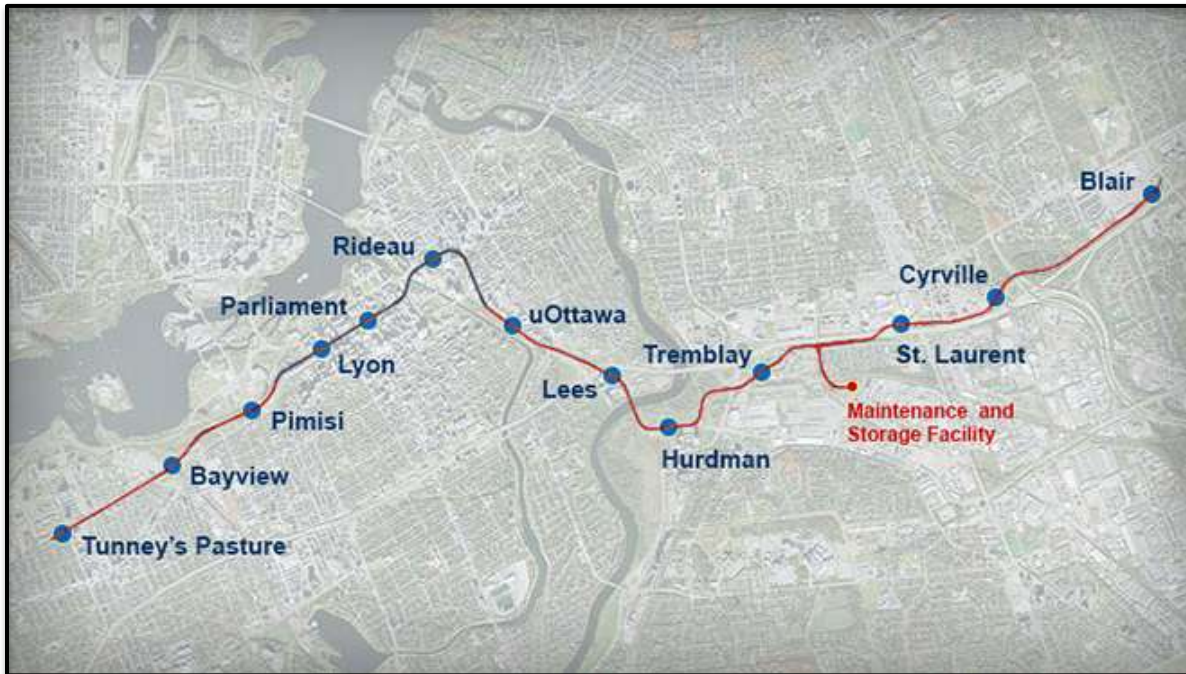 Blair
Rideau
Cyrville
Parliament
uOttawa
Lyon
Tremblay
St. Laurent
Lees
Pimisi
Maintenance and
Storage Facility
Hurdman
Bayview
Tunney's Pasture